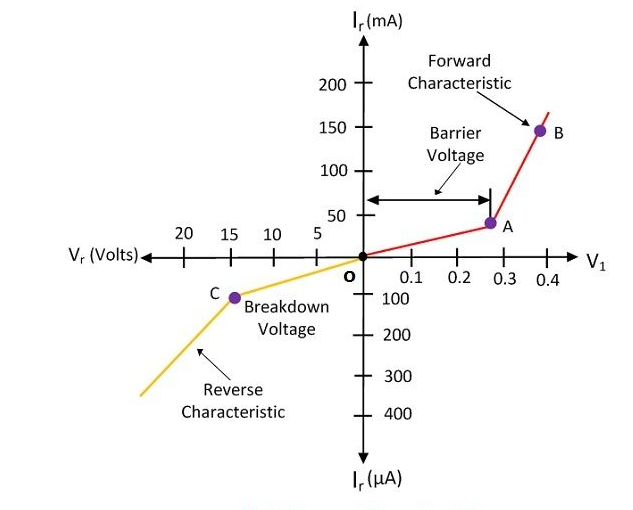 Ir(mA)
Forward
Characteristic
200
150
B
Barrier
Voltage
100
50
A
20 15 10 5
Vr (Volts)
V1
O
0.1 0.2 0.3 0.4
C
Breakdown
Voltage
100
200
300
400
Reverse
Characteristic
Ir(μA)